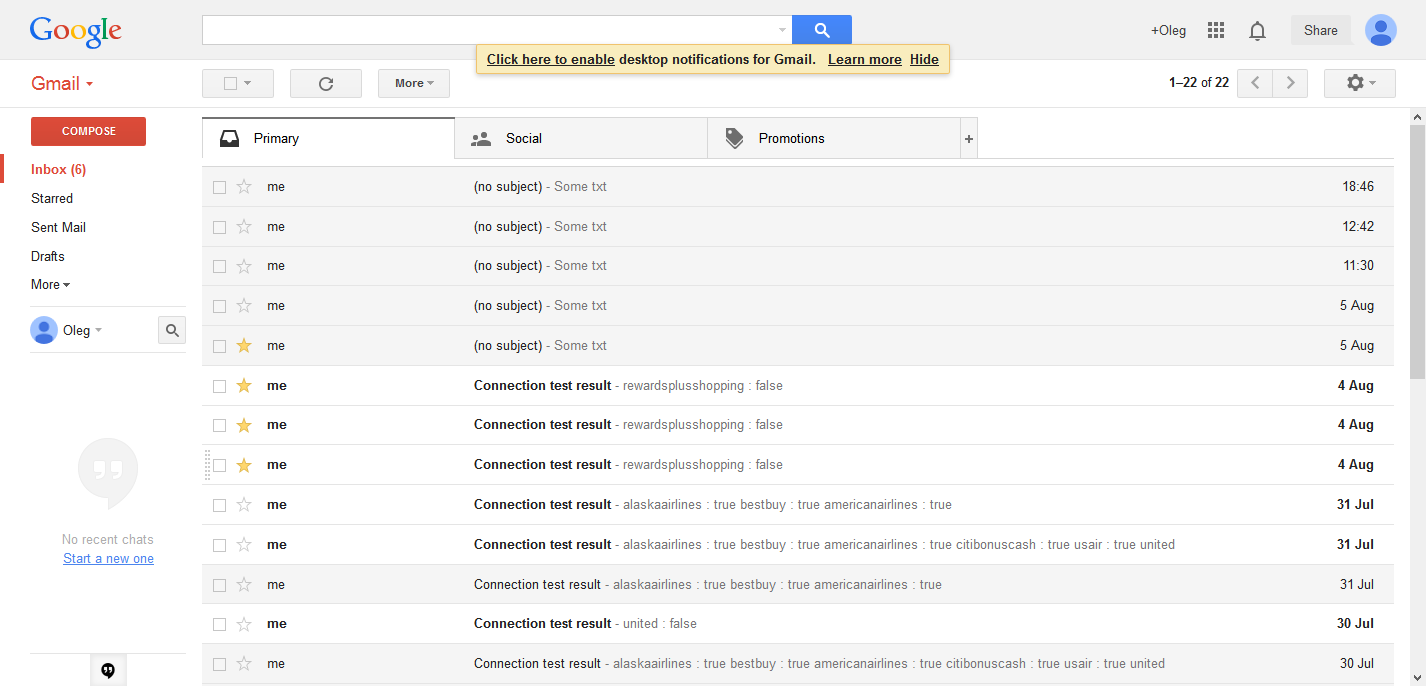 Google
+Oleg
Share
Click here to enable desktop notifications for Gmail. Learn more Hide
Gmail
More
1–22 of 22
COMPOSE
Inbox (6)
Starred
Sent Mail
Drafts
More
Oleg
No recent chats
Start a new one
Primary
Social
Promotions
+
me (no subject) - Some txt 18:46
me (no subject) - Some txt 12:42
me (no subject) - Some txt 11:30
me (no subject) - Some txt 5 Aug
me (no subject) - Some txt 5 Aug
me Connection test result - rewardsplusshopping : false 4 Aug
me Connection test result - rewardsplusshopping : false 4 Aug
me Connection test result - rewardsplusshopping : false 4 Aug
me Connection test result - alaskaairlines : true bestbuy : true americanairlines : true 31 Jul
me Connection test result - alaskaairlines : true bestbuy : true americanairlines : true citibonuscash : true usair : true united 31 Jul
me Connection test result - alaskaairlines : true bestbuy : true americanairlines : true 31 Jul
me Connection test result - united : false 30 Jul
me Connection test result - alaskaairlines : true bestbuy : true americanairlines : true citibonuscash : true usair : true united 30 Jul